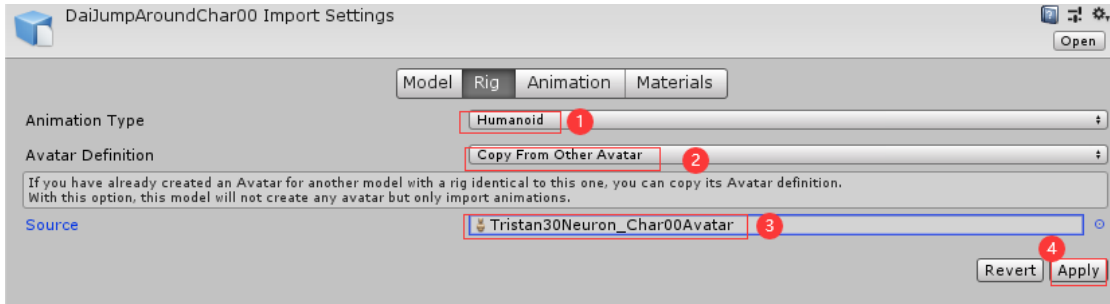 DaiJumpAroundChar00 Import Settings
Open
Model Rig Animation Materials
Animation Type Humanoid 1
Avatar Definition Copy From Other Avatar 2
If you have already created an Avatar for another model with a rig identical to this one, you can copy its Avatar definition.
With this option, this model will not create any avatar but only import animations.
Source Tristan30Neuron_Char00Avatar 3
4
Revert Apply